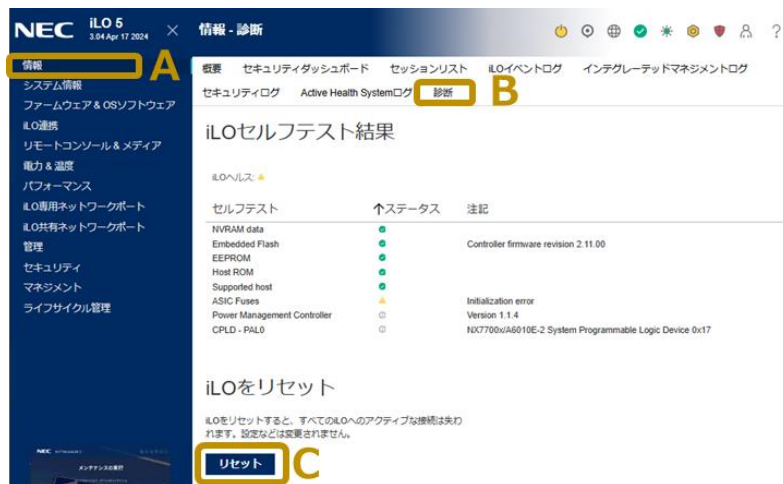 NEC iLO 5
3.04 Apr 17 2024
情報 - 診断
?
情報
A
システム情報
ファームウェア & OSソフトウェア
iLO連携
リモートコンソール & メディア
電力 & 温度
パフォーマンス
iLO専用ネットワークポート
iLO共有ネットワークポート
管理
セキュリティ
マネジメント
ライフサイクル管理
概要 セキュリティダッシュボード セッションリスト iLOイベントログ インテグレーテッドマネジメントログ
セキュリティログ Active Health Systemログ 診断
B
iLOセルフテスト結果
iLOヘルス:
セルフテスト ↑ステータス 注記
NVRAM data
Embedded Flash Controller firmware revision 2.11.00
EEPROM
Host ROM
Supported host
ASIC Fuses Initialization error
Power Management Controller Version 1.1.4
CPLD - PAL0 NX7700x/A6010E-2 System Programmable Logic Device 0x17
iLOをリセット
iLOをリセットすると、すべてのiLOへのアクティブな接続は失わ
れます。設定などは変更されません。
リセット
C
NEC
メンテナンスの実行